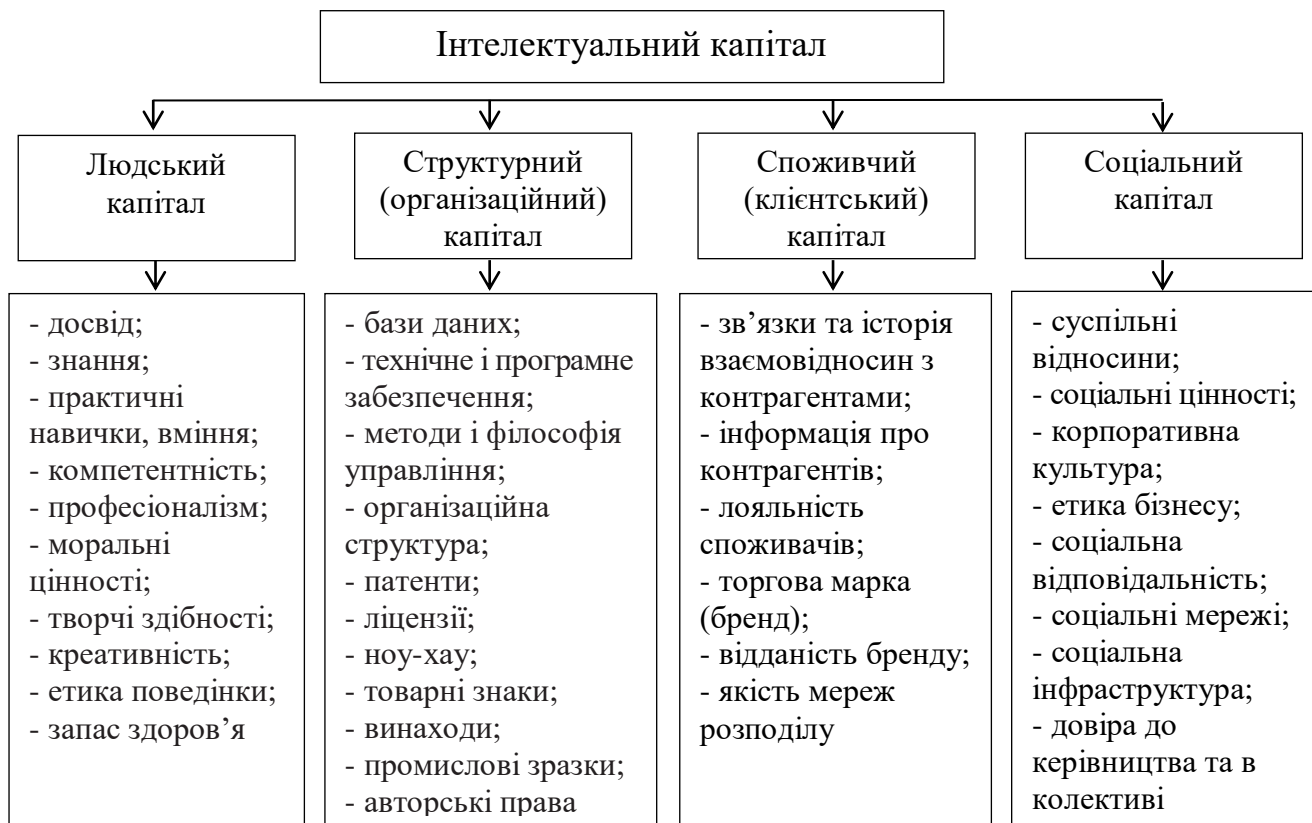 Інтелектуальний капітал
Людський
капітал
Структурний
(організаційний)
капітал
Споживчий
(клієнтський)
капітал
Соціальний
капітал
- досвід;
- знання;
- практичні
навички, вміння;
- компетентність;
- професіоналізм;
- моральні
цінності;
- творчі здібності;
- креативність;
- етика поведінки;
- запас здоров’я
- бази даних;
- технічне і програмне
забезпечення;
- методи і філософія
управління;
- організаційна
структура;
- патенти;
- ліцензії;
- ноу-хау;
- товарні знаки;
- винаходи;
- промислові зразки;
- авторські права
- зв’язки та історія
взаємовідносин з
контрагентами;
- інформація про
контрагентів;
- лояльність
споживачів;
- торгова марка
(бренд);
- відданість бренду;
- якість мереж
розподілу
- суспільні
відносини;
- соціальні цінності;
- корпоративна
культура;
- етика бізнесу;
- соціальна
відповідальність;
- соціальні мережі;
- соціальна
інфраструктура;
- довіра до
керівництва та в
колективі